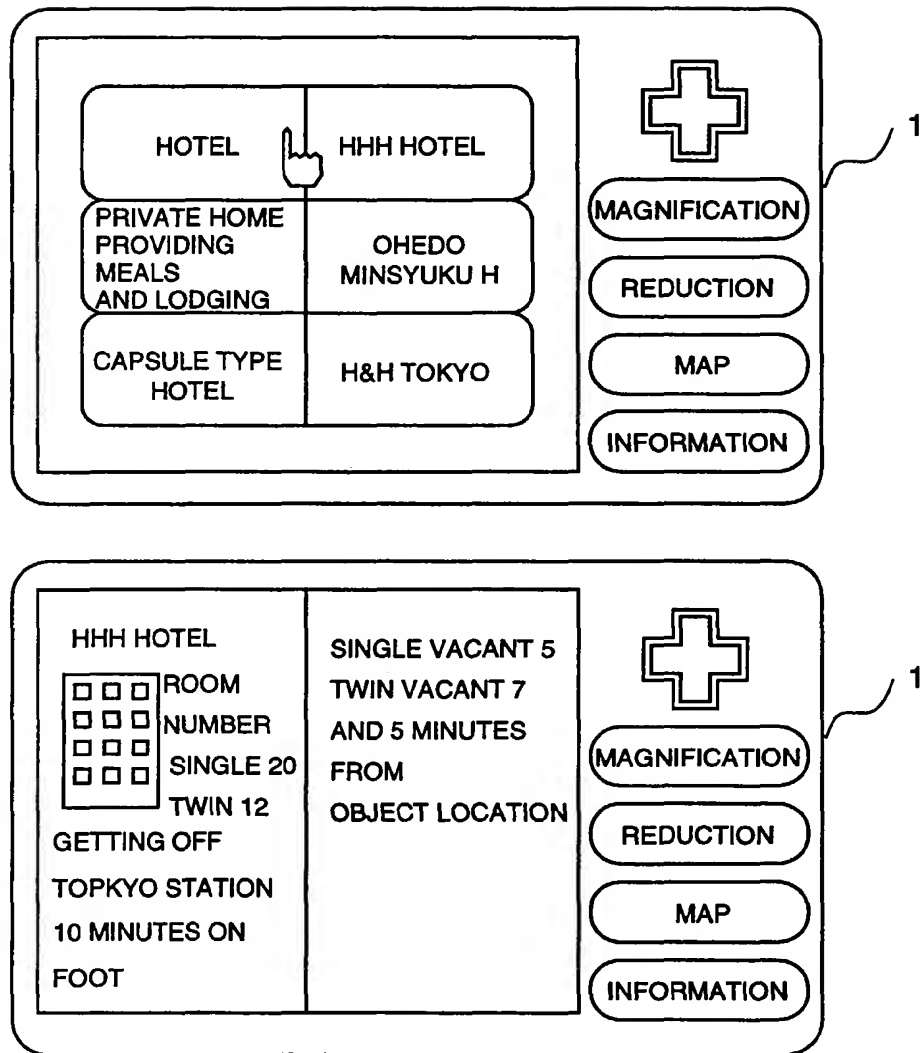 HOTEL
HHH HOTEL
PRIVATE HOME
PROVIDING
MEALS
AND LODGING
OHEDO
MINSYUKU H
CAPSULE TYPE
HOTEL
H&H TOKYO
MAGNIFICATION
REDUCTION
MAP
INFORMATION
1
HHH HOTEL
ROOM
NUMBER
SINGLE 20
TWIN 12
GETTING OFF
TOPKYO STATION
10 MINUTES ON
FOOT
SINGLE VACANT 5
TWIN VACANT 7
AND 5 MINUTES
FROM
OBJECT LOCATION
MAGNIFICATION
REDUCTION
MAP
INFORMATION
1